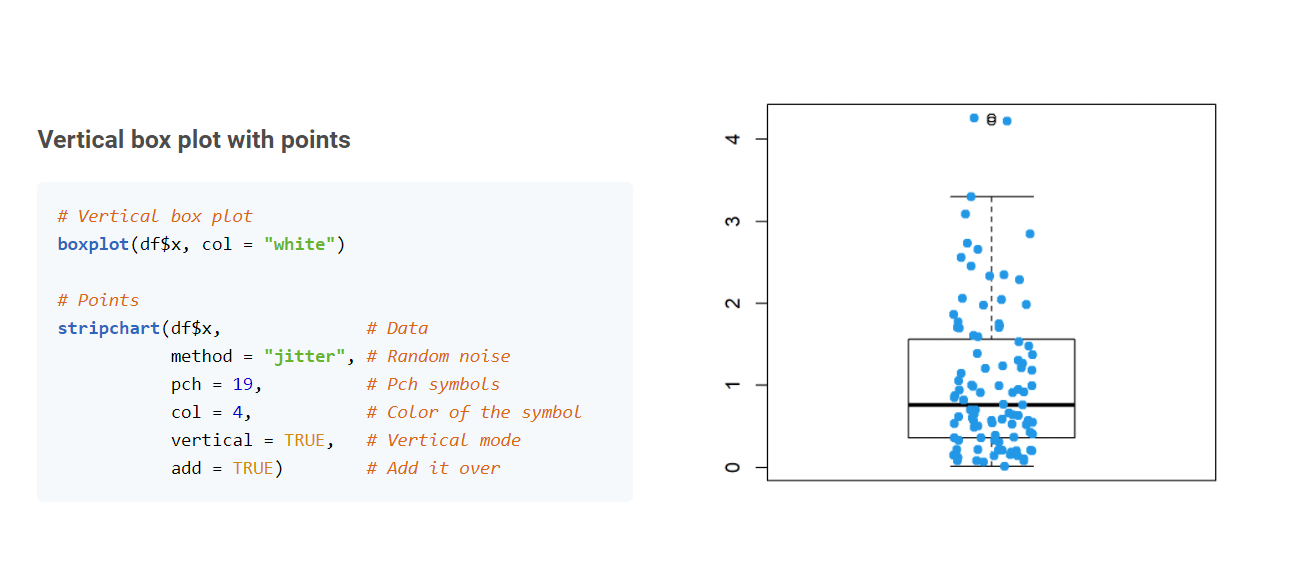 Vertical box plot with points
# Vertical box plot
boxplot(df$x, col = "white")
# Points
stripchart(df$x, # Data
method = "jitter", # Random noise
pch = 19, # Pch symbols
col = 4, # Color of the symbol
vertical = TRUE, # Vertical mode
add = TRUE) # Add it over
4
3
2
1
0